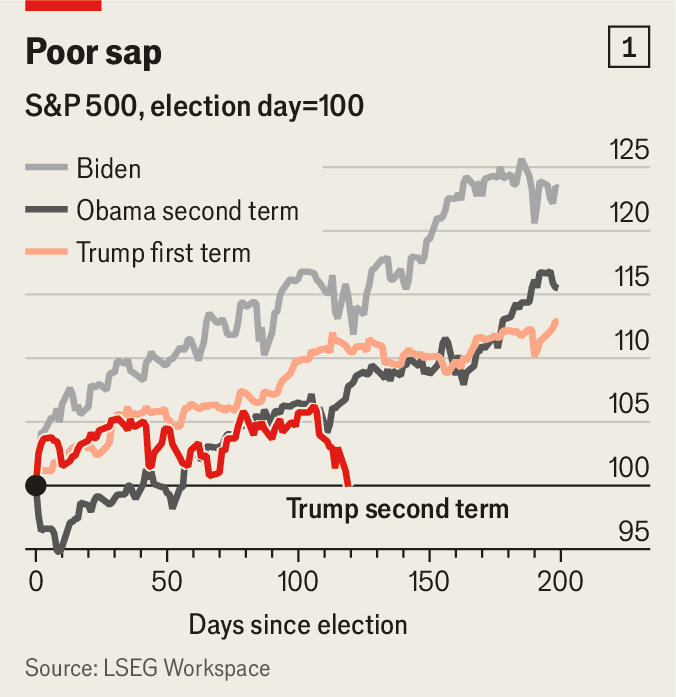 Poor sap
1
S&P 500, election day=100
Biden
Obama second term
Trump first term
125
120
115
110
105
100
95
Trump second term
0 50 100 150 200
Days since election
Source: LSEG Workspace